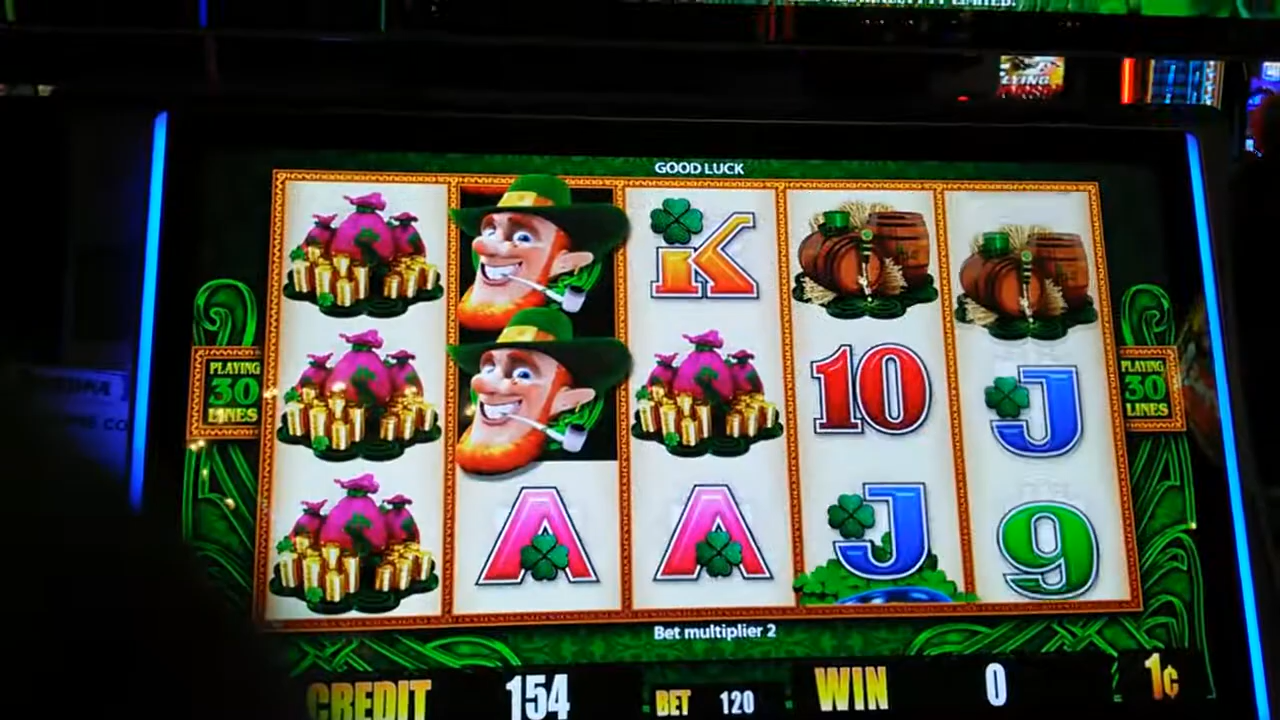 LYING
GOOD LUCK
K
PLAYING
30
LINES
10
J
PLAYING
30
LINES
A
A
J
9
Bet multiplier 2
CREDIT 154 BET 120 WIN 0 1¢